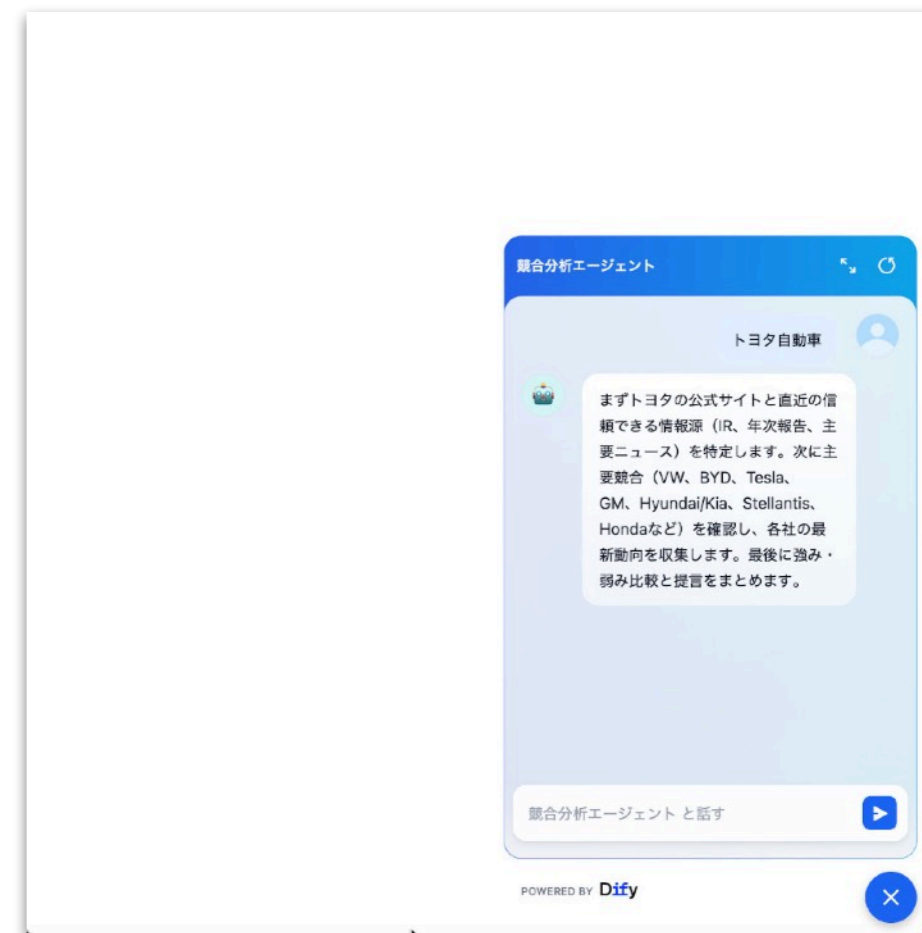 競合分析エージェント
トヨタ自動車
まずトヨタの公式サイトと直近の信
頼できる情報源（IR、年次報告、主
要ニュース）を特定します。次に主
要競合（VW、BYD、Tesla、
GM、Hyundai/Kia、Stellantis、
Hondaなど）を確認し、各社の最
新動向を収集します。最後に強み・
弱み比較と提言をまとめます。
競合分析エージェント と話す
POWERED BY Dify